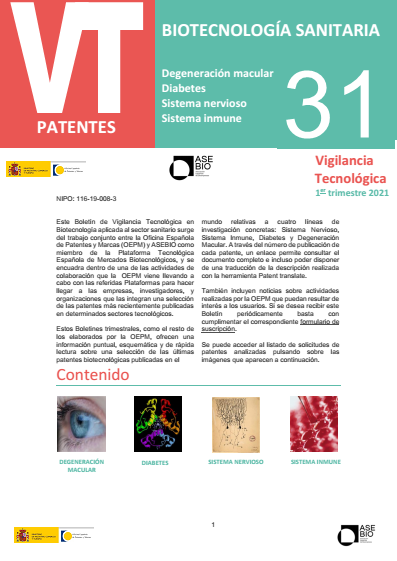 VT
PATENTES
BIOTECNOLOGÍA SANITARIA
Degeneración macular
Diabetes
Sistema nervioso
Sistema inmune
31
ASE
BIO
Vigilancia
Tecnológica
1er trimestre 2021
NIPO: 116-19-008-3
Este Boletín de Vigilancia Tecnológica en
Biotecnología aplicada al sector sanitario surge
del trabajo conjunto entre la Oficina Española
de Patentes y Marcas (OEPM) y ASEBIO como
miembro de la Plataforma Tecnológica
Española de Mercados Biotecnológicos, y se
encuadra dentro de una de las actividades de
colaboración que la OEPM viene llevando a
cabo con las referidas Plataformas para hacer
llegar a las empresas, investigadores, y
organizaciones que las integran una selección
de las patentes más recientemente publicadas
en determinados sectores tecnológicos.
Estos Boletines trimestrales, como el resto de
los elaborados por la OEPM, ofrecen una
información puntual, esquemática y de rápida
lectura sobre una selección de las últimas
patentes biotecnológicas publicadas en el
mundo relativas a cuatro líneas de
investigación concretas: Sistema Nervioso,
Sistema Inmune, Diabetes y Degeneración
Macular. A través del número de publicación de
cada patente, un enlace permite consultar el
documento completo e incluso poder disponer
de una traducción de la descripción realizada
con la herramienta Patent translate.
También incluyen noticias sobre actividades
realizadas por la OEPM que puedan resultar de
interés a los usuarios. Si se desea recibir este
Boletín periódicamente basta con
cumplimentar el correspondiente formulario de
suscripción.
Se puede acceder al listado de solicitudes de
patentes analizadas pulsando sobre las
imágenes que aparecen a continuación.
Contenido
DEGENERACIÓN
MACULAR
DIABETES
SISTEMA NERVIOSO
SISTEMA INMUNE
1
ASE
BIO